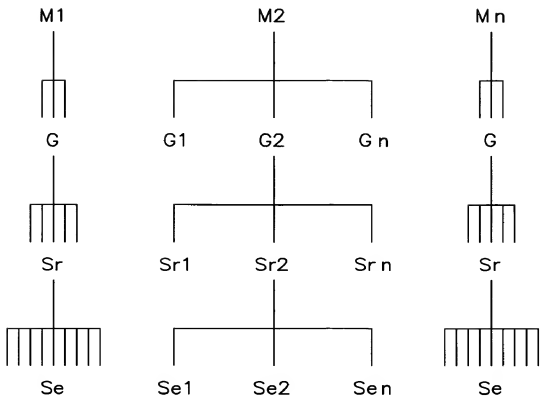 M1 M2 Mn
G G1 G2 Gn G
Sr Sr1 Sr2 Srn Sr
Se Se1 Se2 Sen Se